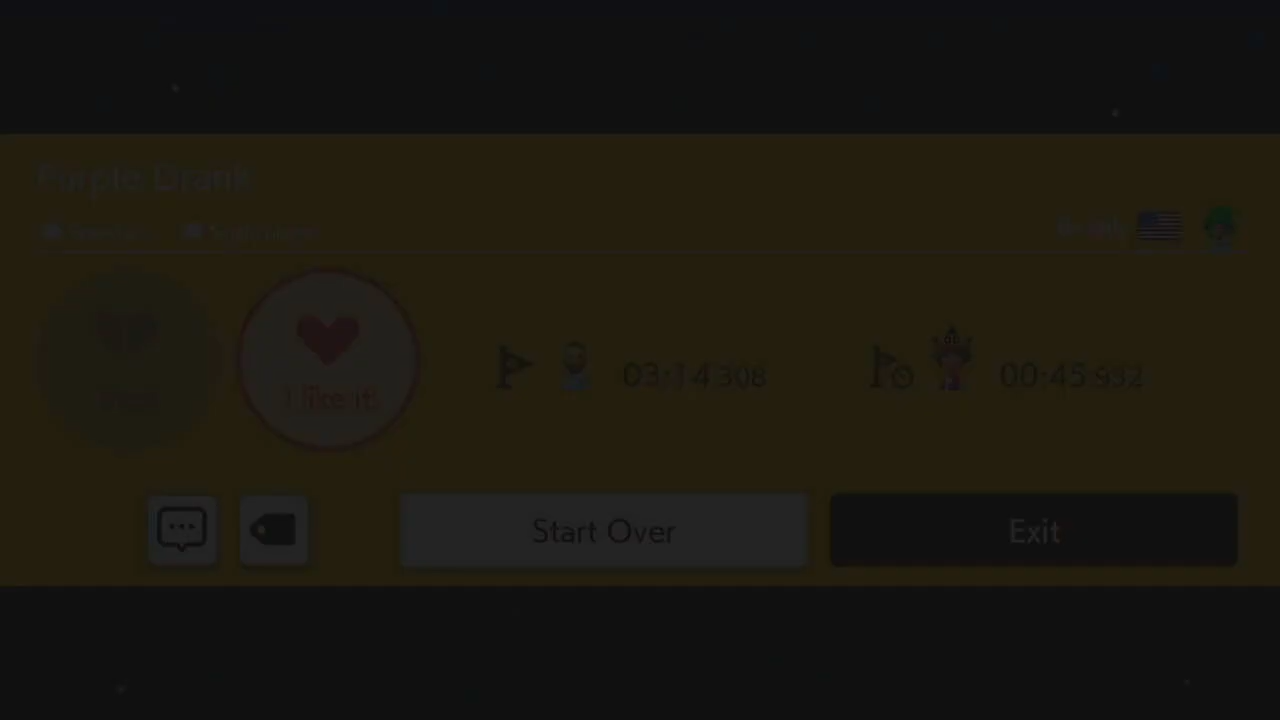 Purple Drank
I like it!
03:14.308
00:45.932
Start Over
Exit